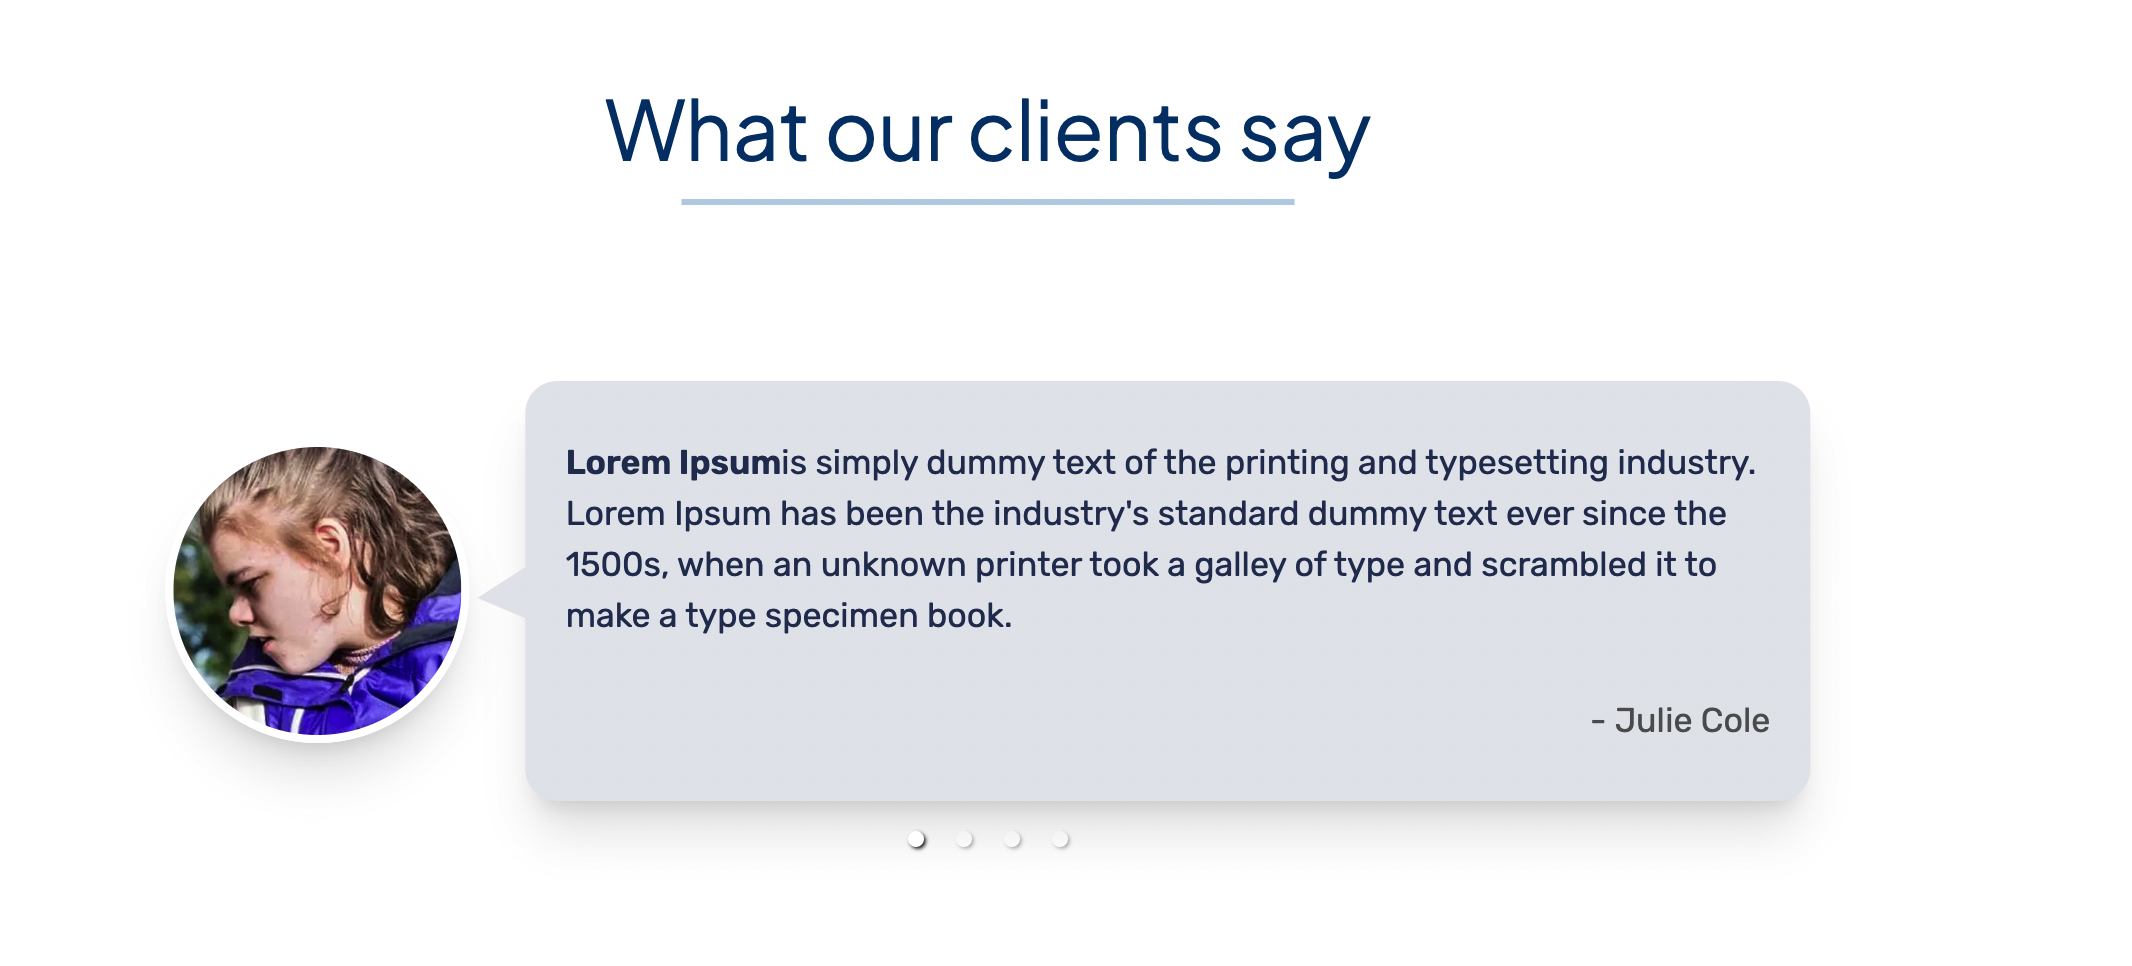 What our clients say
Lorem Ipsumis simply dummy text of the printing and typesetting industry.
Lorem Ipsum has been the industry's standard dummy text ever since the
1500s, when an unknown printer took a galley of type and scrambled it to
make a type specimen book.
- Julie Cole